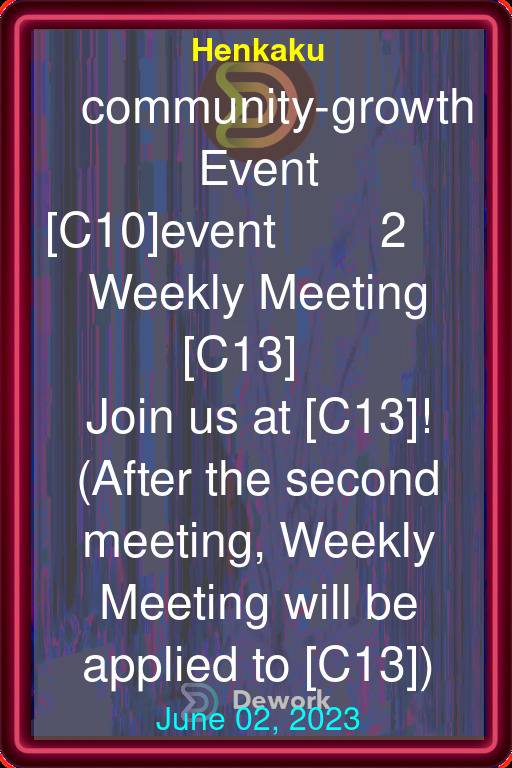 Henkaku
community-growth
Event
[C10]event 2
Weekly Meeting
[C13]
Join us at [C13]!
(After the second
meeting, Weekly
Meeting will be
applied to [C13])
Dework
June 02, 2023